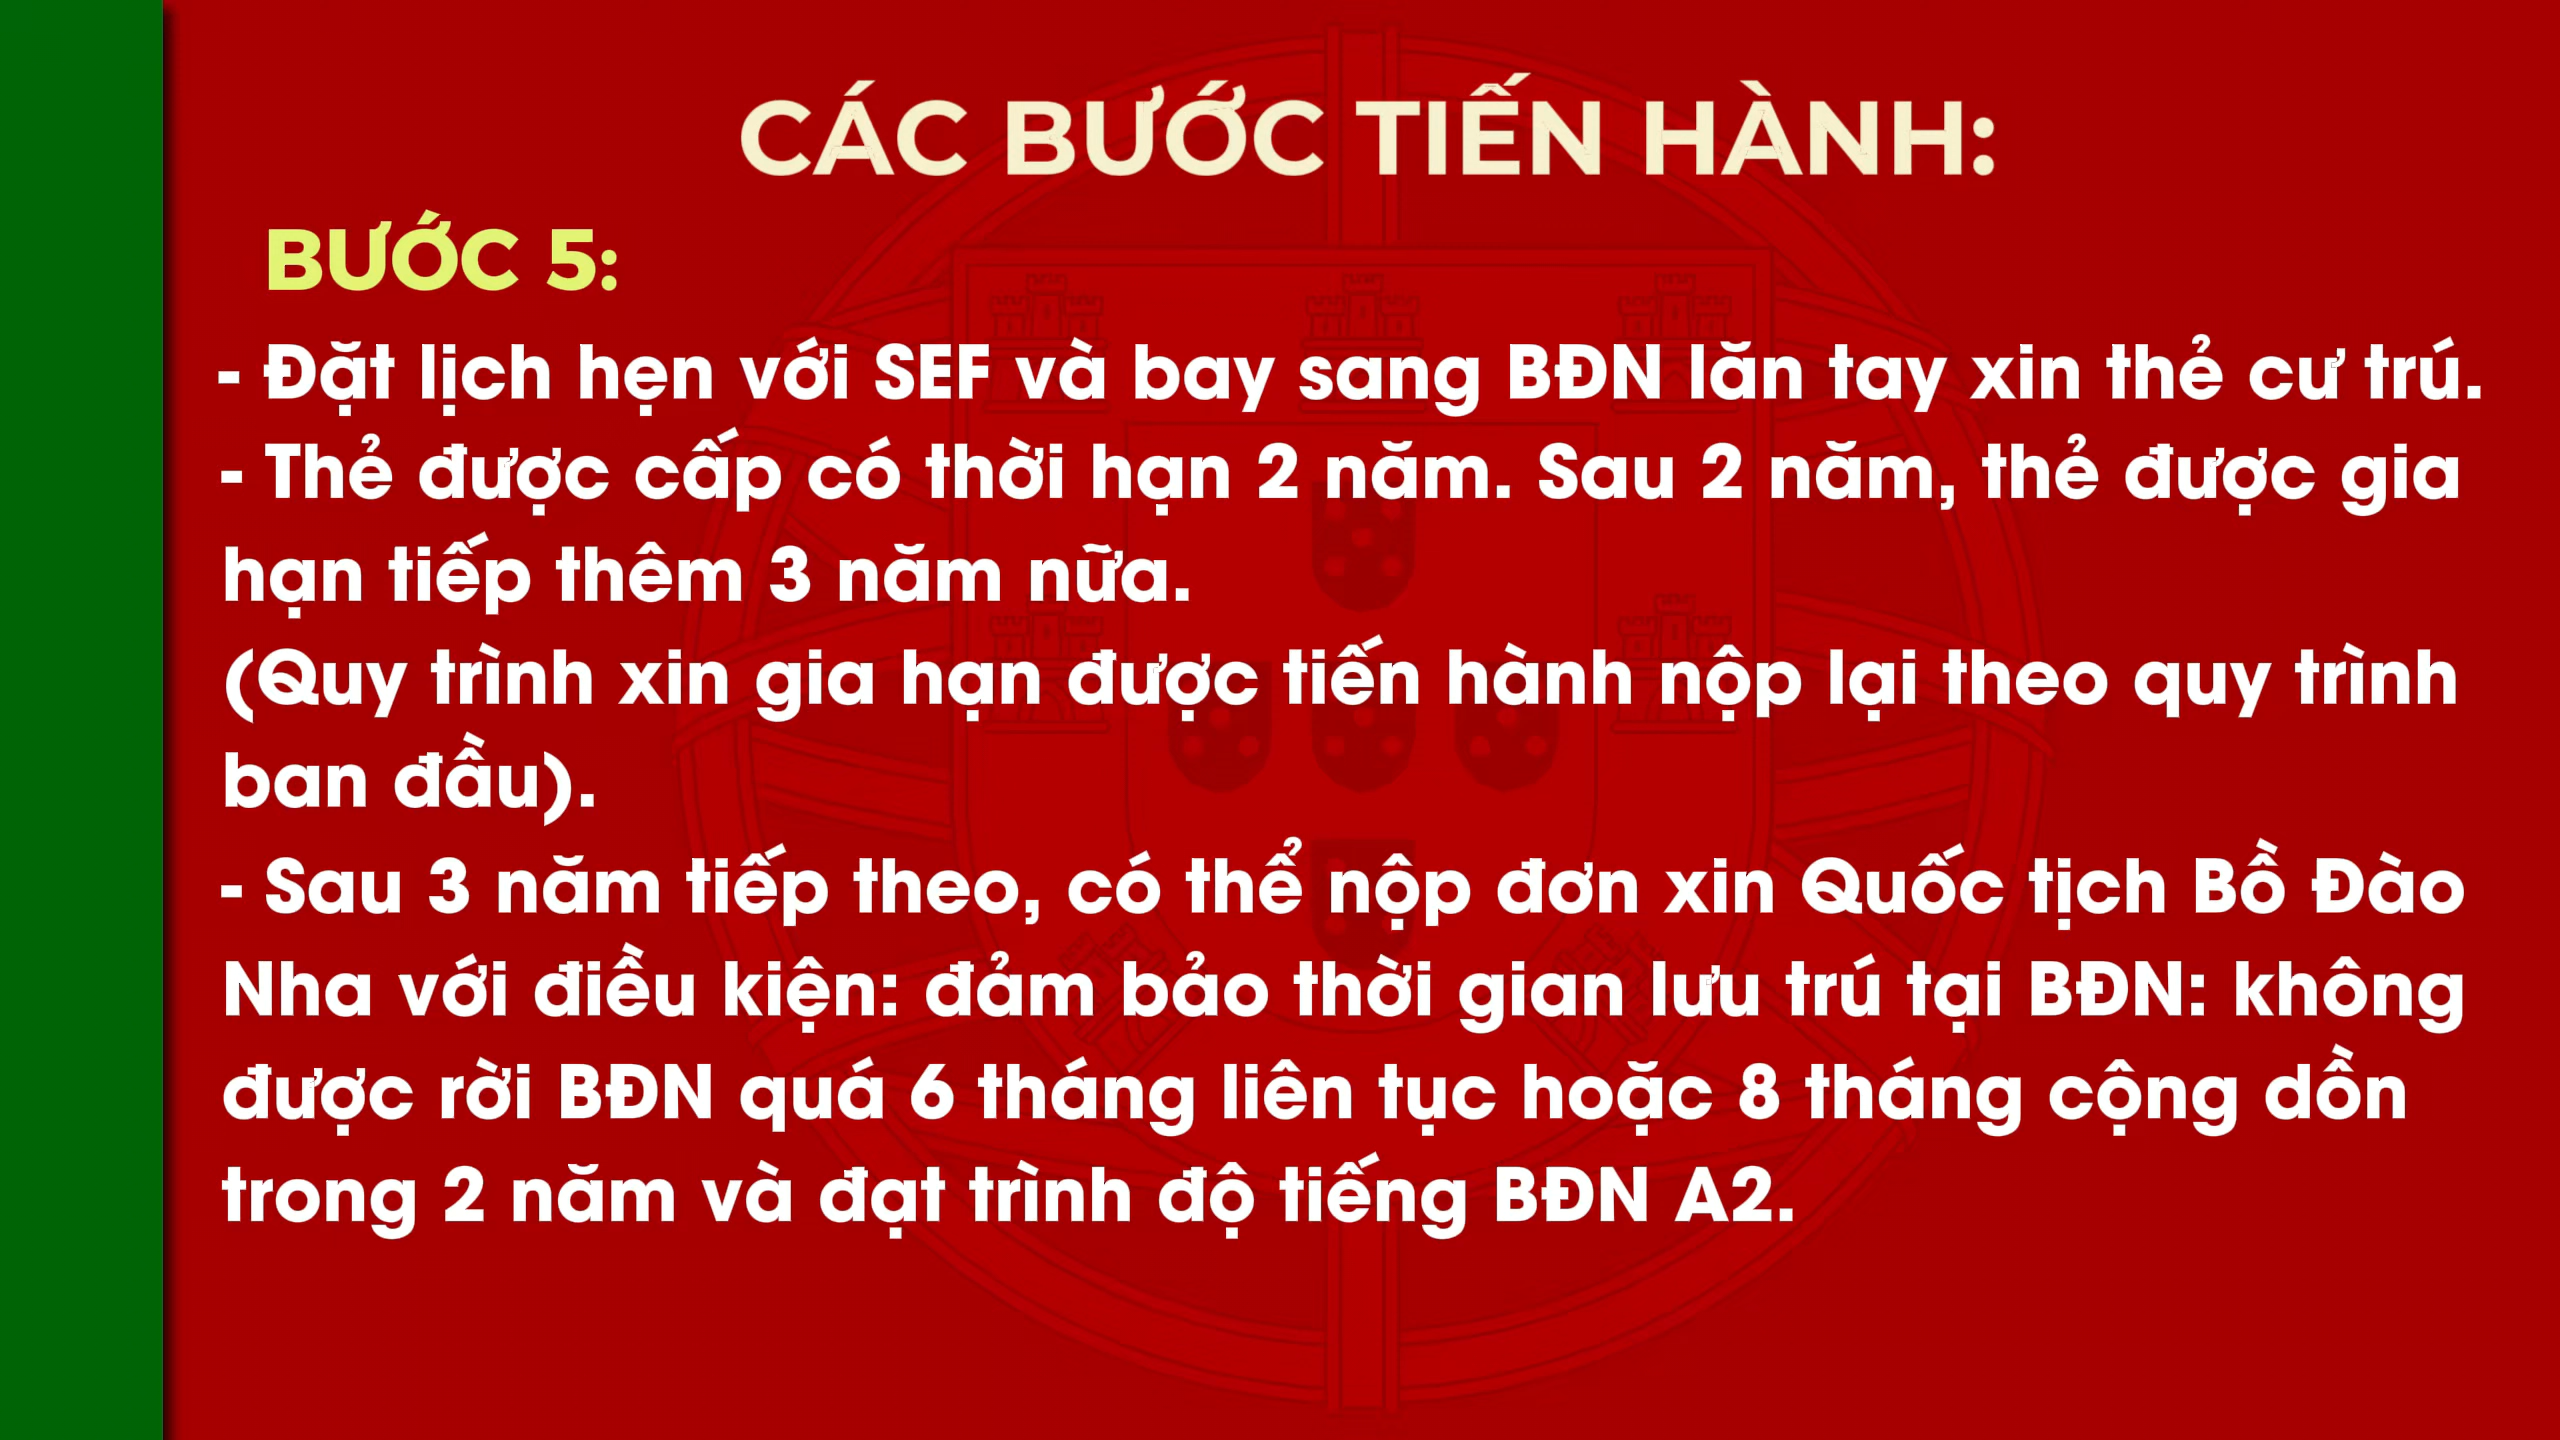 CÁC BƯỚC TIẾN HÀNH:
BƯỚC 5:
- Đặt lịch hẹn với SEF và bay sang BĐN lăn tay xin thẻ cư trú.
- Thẻ được cấp có thời hạn 2 năm. Sau 2 năm, thẻ được gia
hạn tiếp thêm 3 năm nữa.
(Quy trình xin gia hạn được tiến hành nộp lại theo quy trình
ban đầu).
- Sau 3 năm tiếp theo, có thể nộp đơn xin Quốc tịch Bồ Đào
Nha với điều kiện: đảm bảo thời gian lưu trú tại BĐN: không
được rời BĐN quá 6 tháng liên tục hoặc 8 tháng cộng dồn
trong 2 năm và đạt trình độ tiếng BĐN A2.